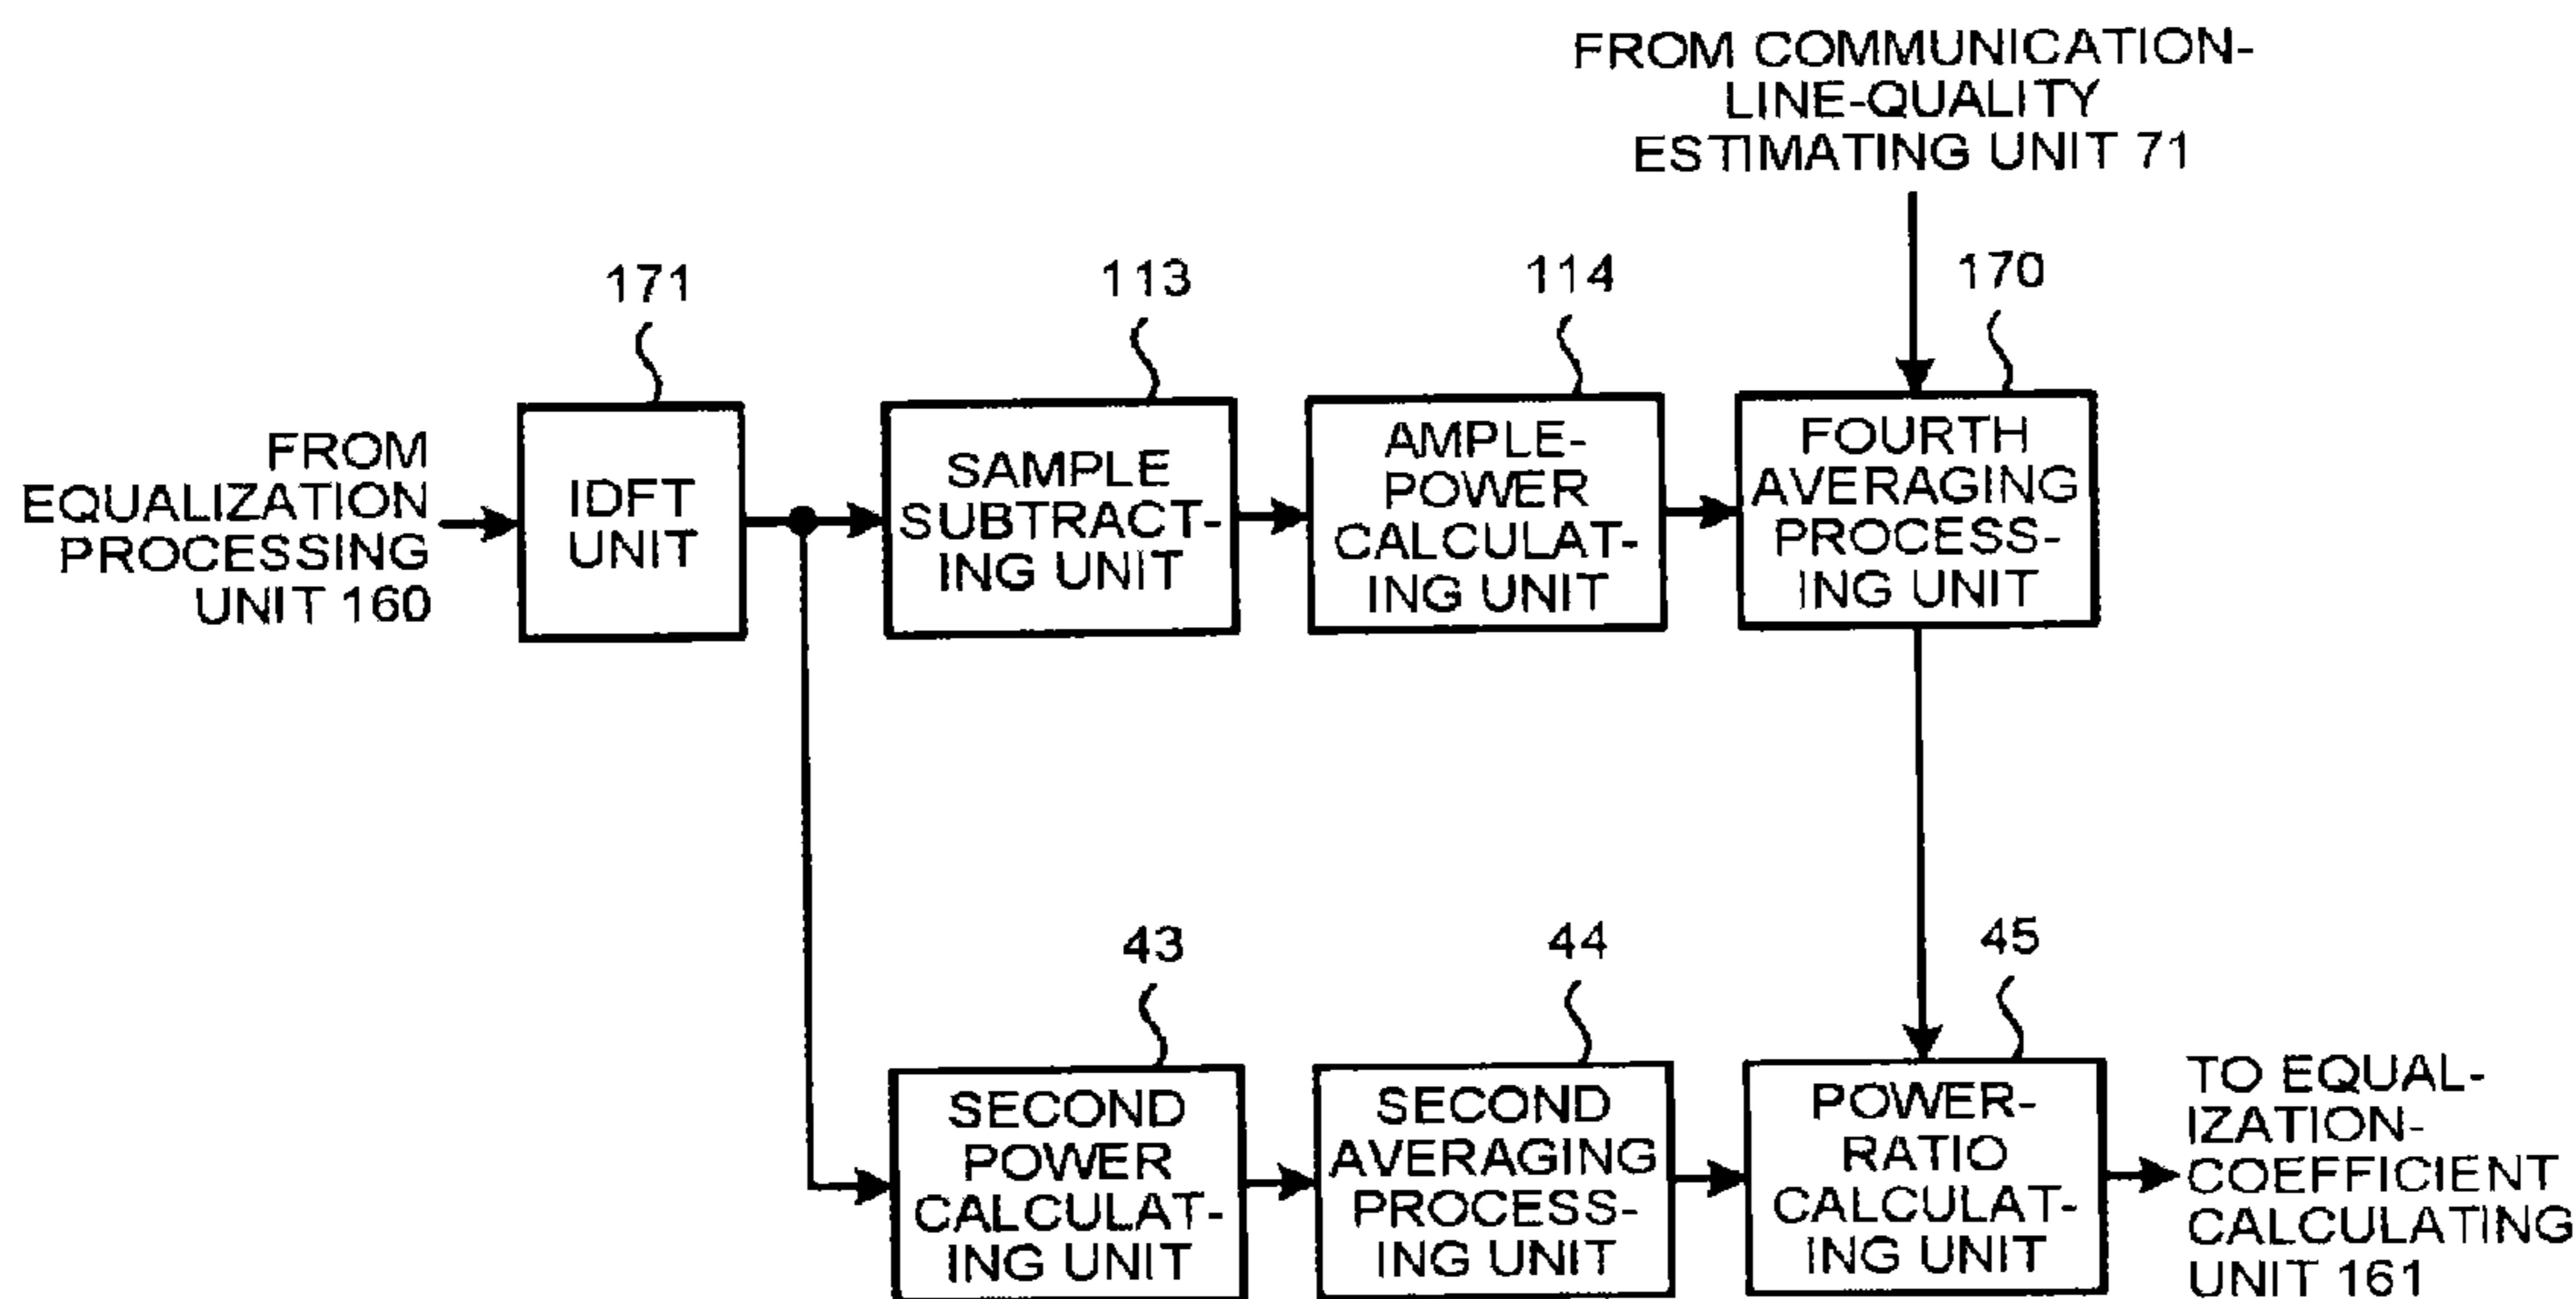 FROM COMMUNICATION-
LINE-QUALITY
ESTIMATING UNIT 71
171
113
114
170
FROM
EQUALIZATION
PROCESSING
UNIT 160
IDFT
UNIT
SAMPLE
SUBTRACT-
ING UNIT
AMPLE-
POWER
CALCULAT-
ING UNIT
FOURTH
AVERAGING
PROCESS-
ING UNIT
43
44
45
SECOND
POWER
CALCULAT-
ING UNIT
SECOND
AVERAGING
PROCESS-
ING UNIT
POWER-
RATIO
CALCULAT-
ING UNIT
TO EQUAL-
IZATION-
COEFFICIENT
CALCULATING
UNIT 161